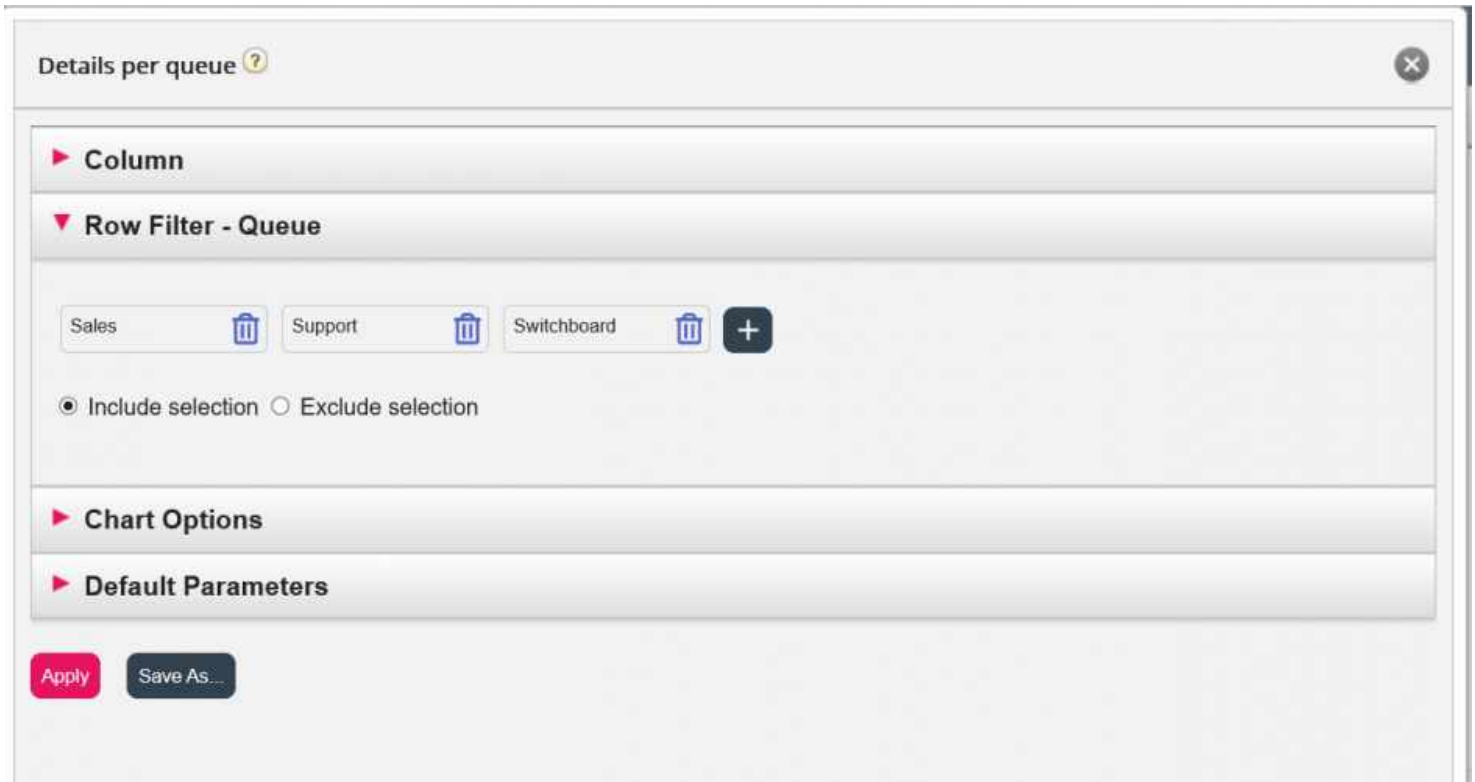 Details per queue ?
Column
Row Filter - Queue
Sales Support Switchboard +
Include selection Exclude selection
Chart Options
Default Parameters
Apply Save As...